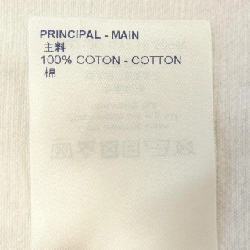 PRINCIPAL - MAIN
主料
100% COTON - COTTON
棉